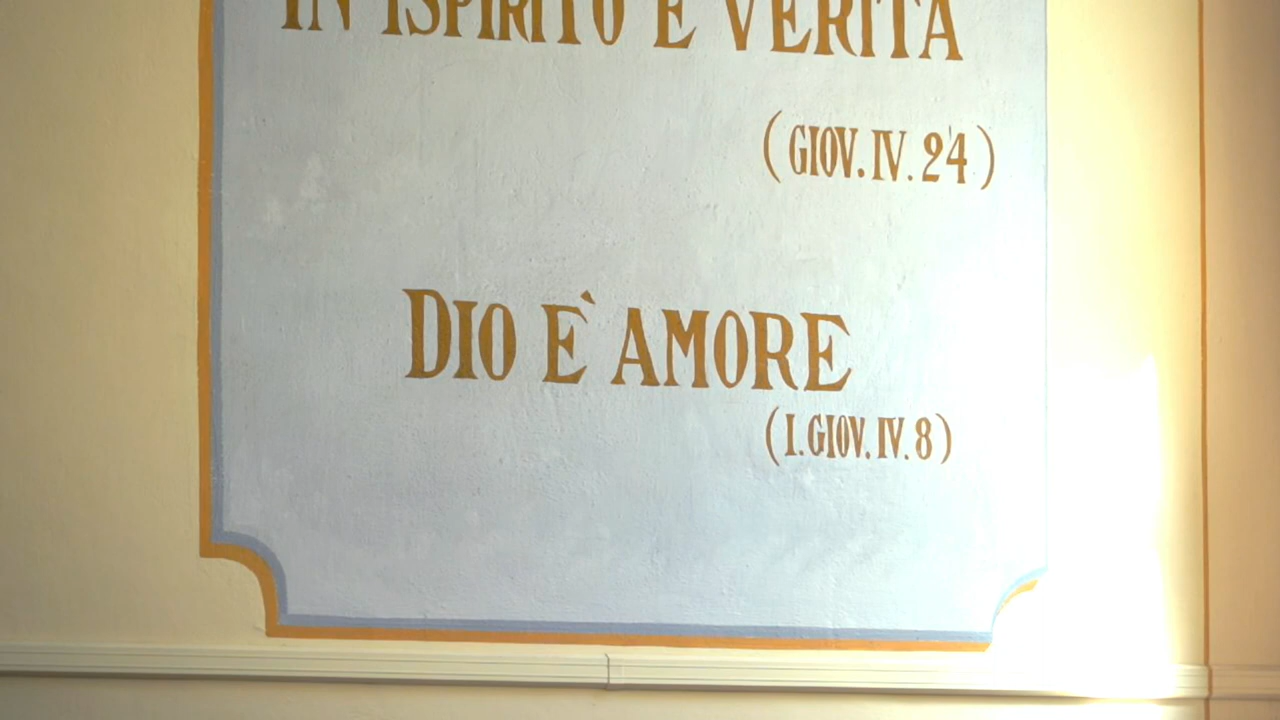 IN ISPIRITO E VERITÀ
(GIOV. IV. 24)
DIO È AMORE
(I. GIOV. IV. 8)